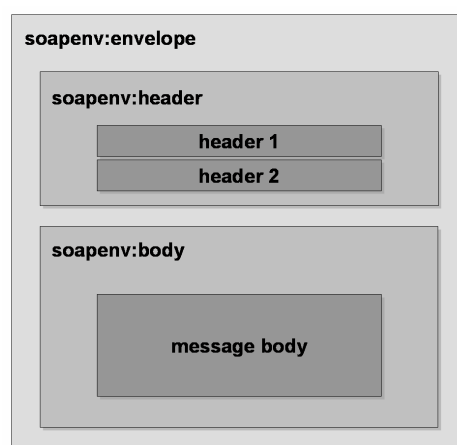 soapenv:envelope
soapenv:header
header 1
header 2
soapenv:body
message body